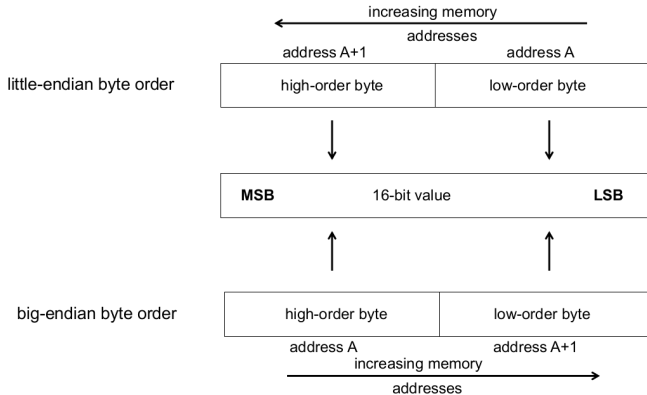 increasing memory
addresses
address A+1 address A
little-endian byte order high-order byte low-order byte
MSB 16-bit value LSB
big-endian byte order high-order byte low-order byte
address A address A+1
increasing memory
addresses